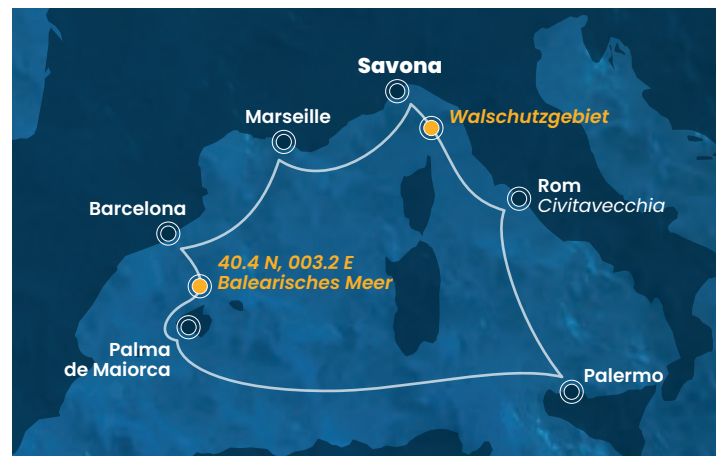 Savona
Marseille
Walschutzgebiet
Barcelona
Rom
Civitavecchia
40.4 N, 003.2 E
Balearisches Meer
Palma
de Maiorca
Palermo